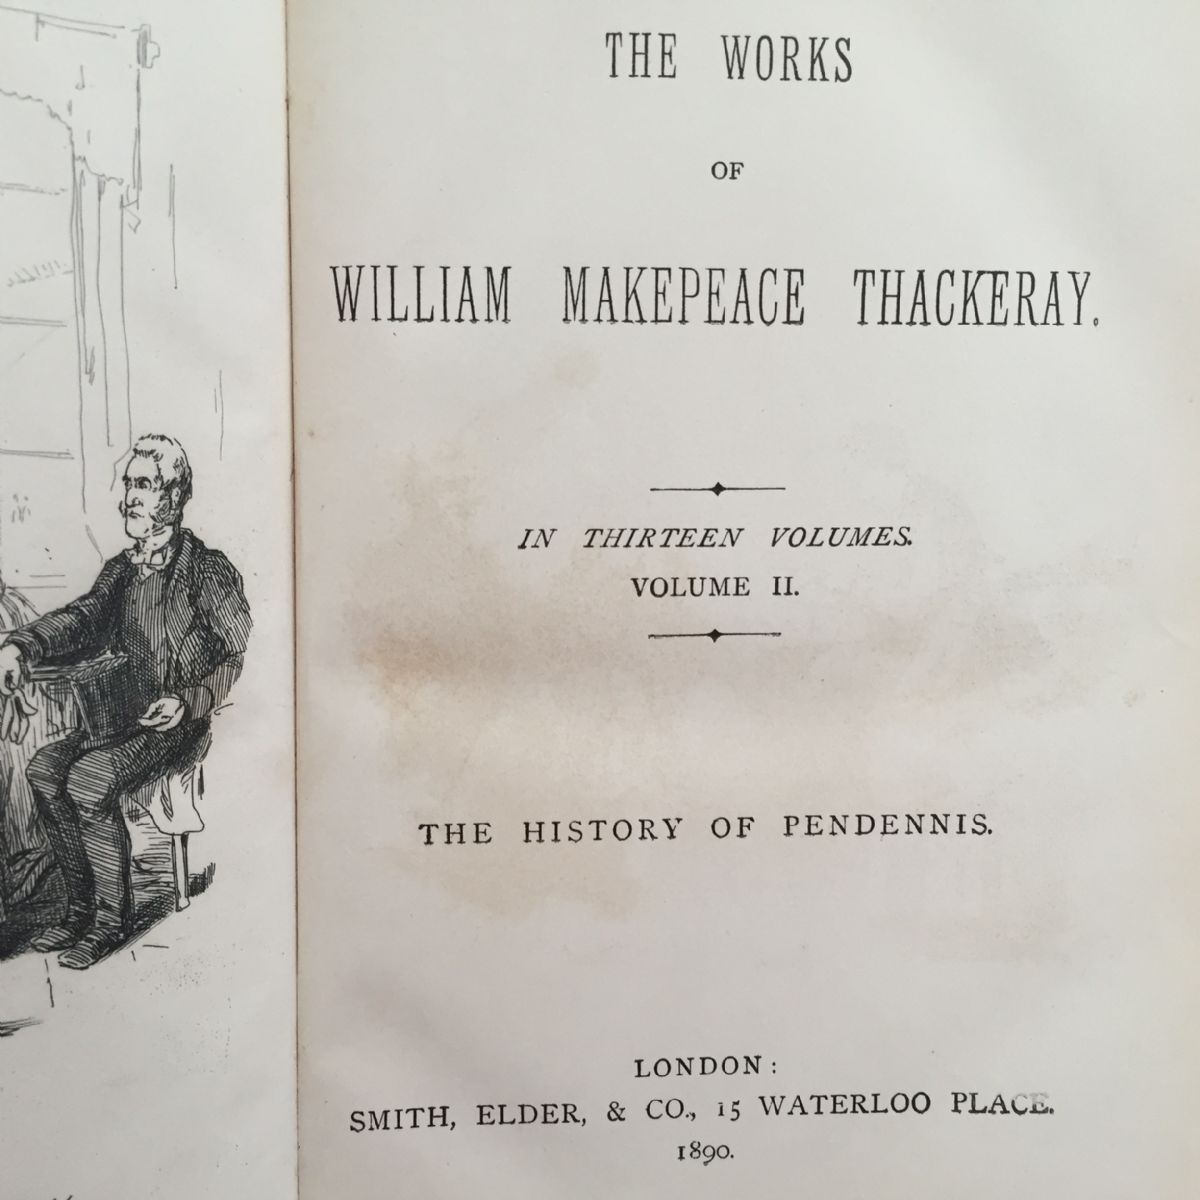 THE WORKS
OF
WILLIAM MAKEPEACE THACKERAY.
IN THIRTEEN VOLUMES.
VOLUME II.
THE HISTORY OF PENDENNIS.
LONDON:
SMITH, ELDER, & CO., 15 WATERLOO PLACE.
1890.